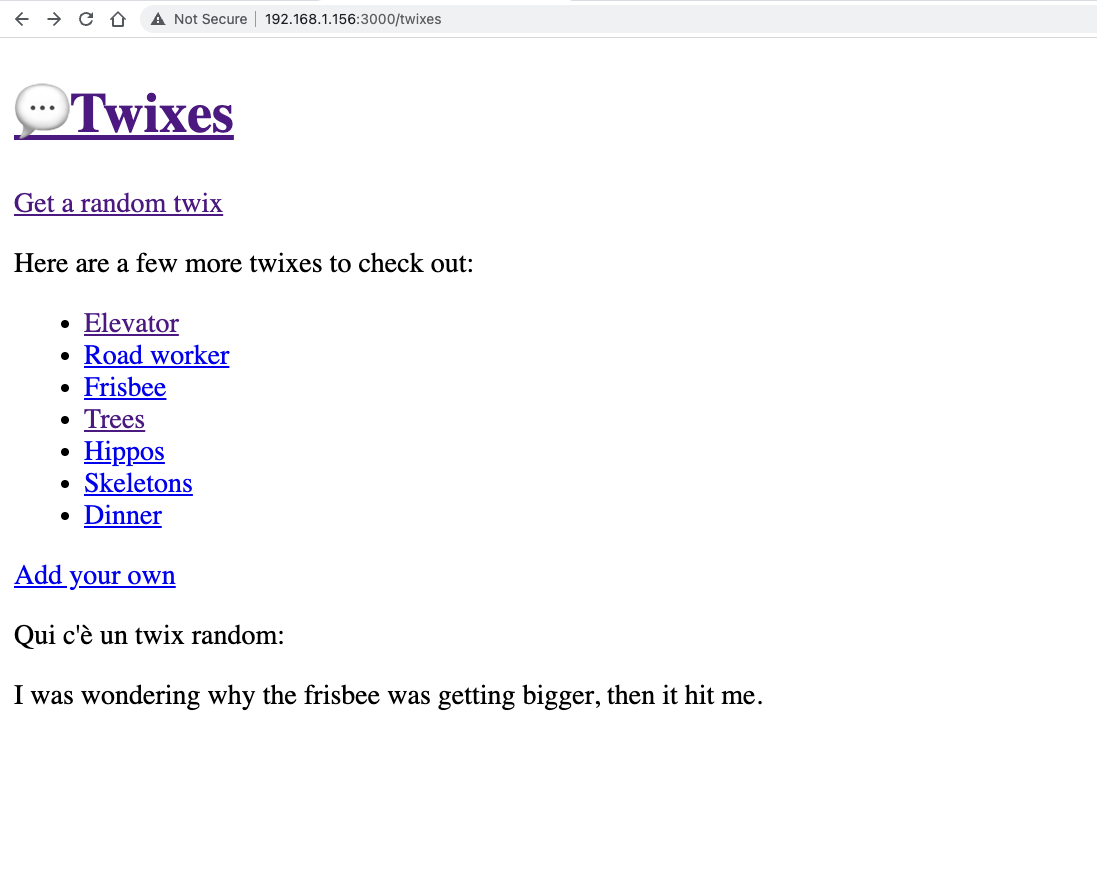 Not Secure | 192.168.1.156:3000/twixes
💬Twixes
Get a random twix
Here are a few more twixes to check out:
Elevator
Road worker
Frisbee
Trees
Hippos
Skeletons
Dinner
Add your own
Qui c'è un twix random:
I was wondering why the frisbee was getting bigger, then it hit me.